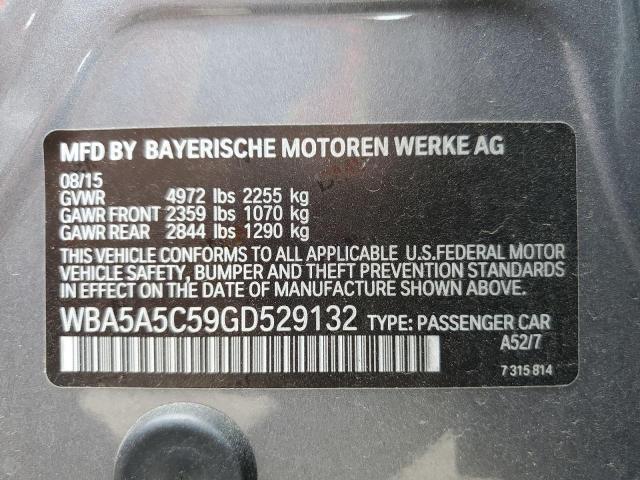 MFD BY BAYERISCHE MOTOREN WERKE AG
08/15
GVWR 4972 lbs 2255 kg
GAWR FRONT 2359 lbs 1070 kg
GAWR REAR 2844 lbs 1290 kg
THIS VEHICLE CONFORMS TO ALL APPLICABLE U.S.FEDERAL MOTOR
VEHICLE SAFETY, BUMPER AND THEFT PREVENTION STANDARDS
IN EFFECT ON THE DATE OF MANUFACTURE SHOWN ABOVE.
WBA5A5C59GD529132 TYPE: PASSENGER CAR
A52/7
7 315 814